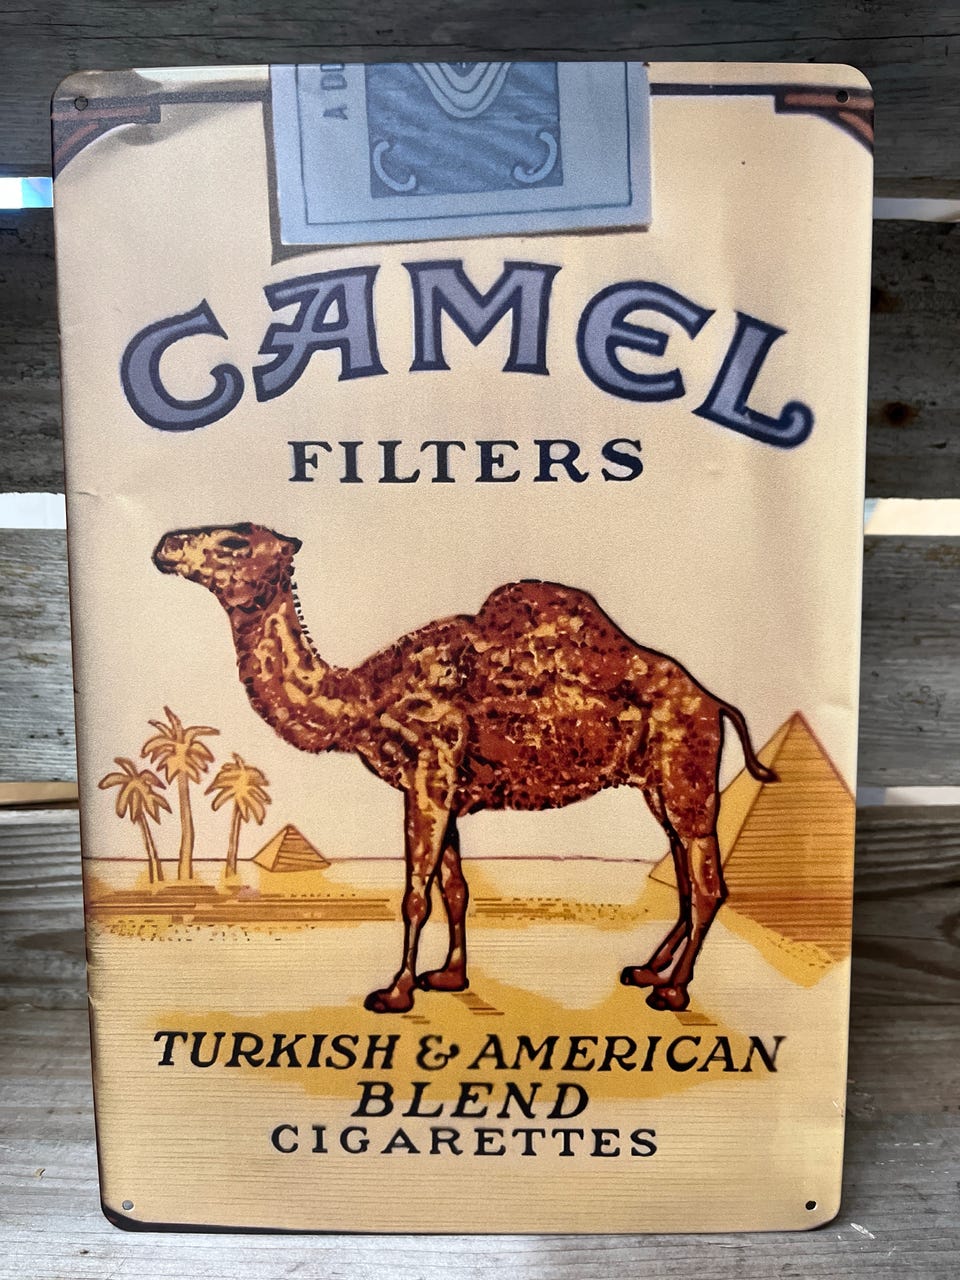 CAMEL
FILTERS
TURKISH & AMERICAN
BLEND
CIGARETTES